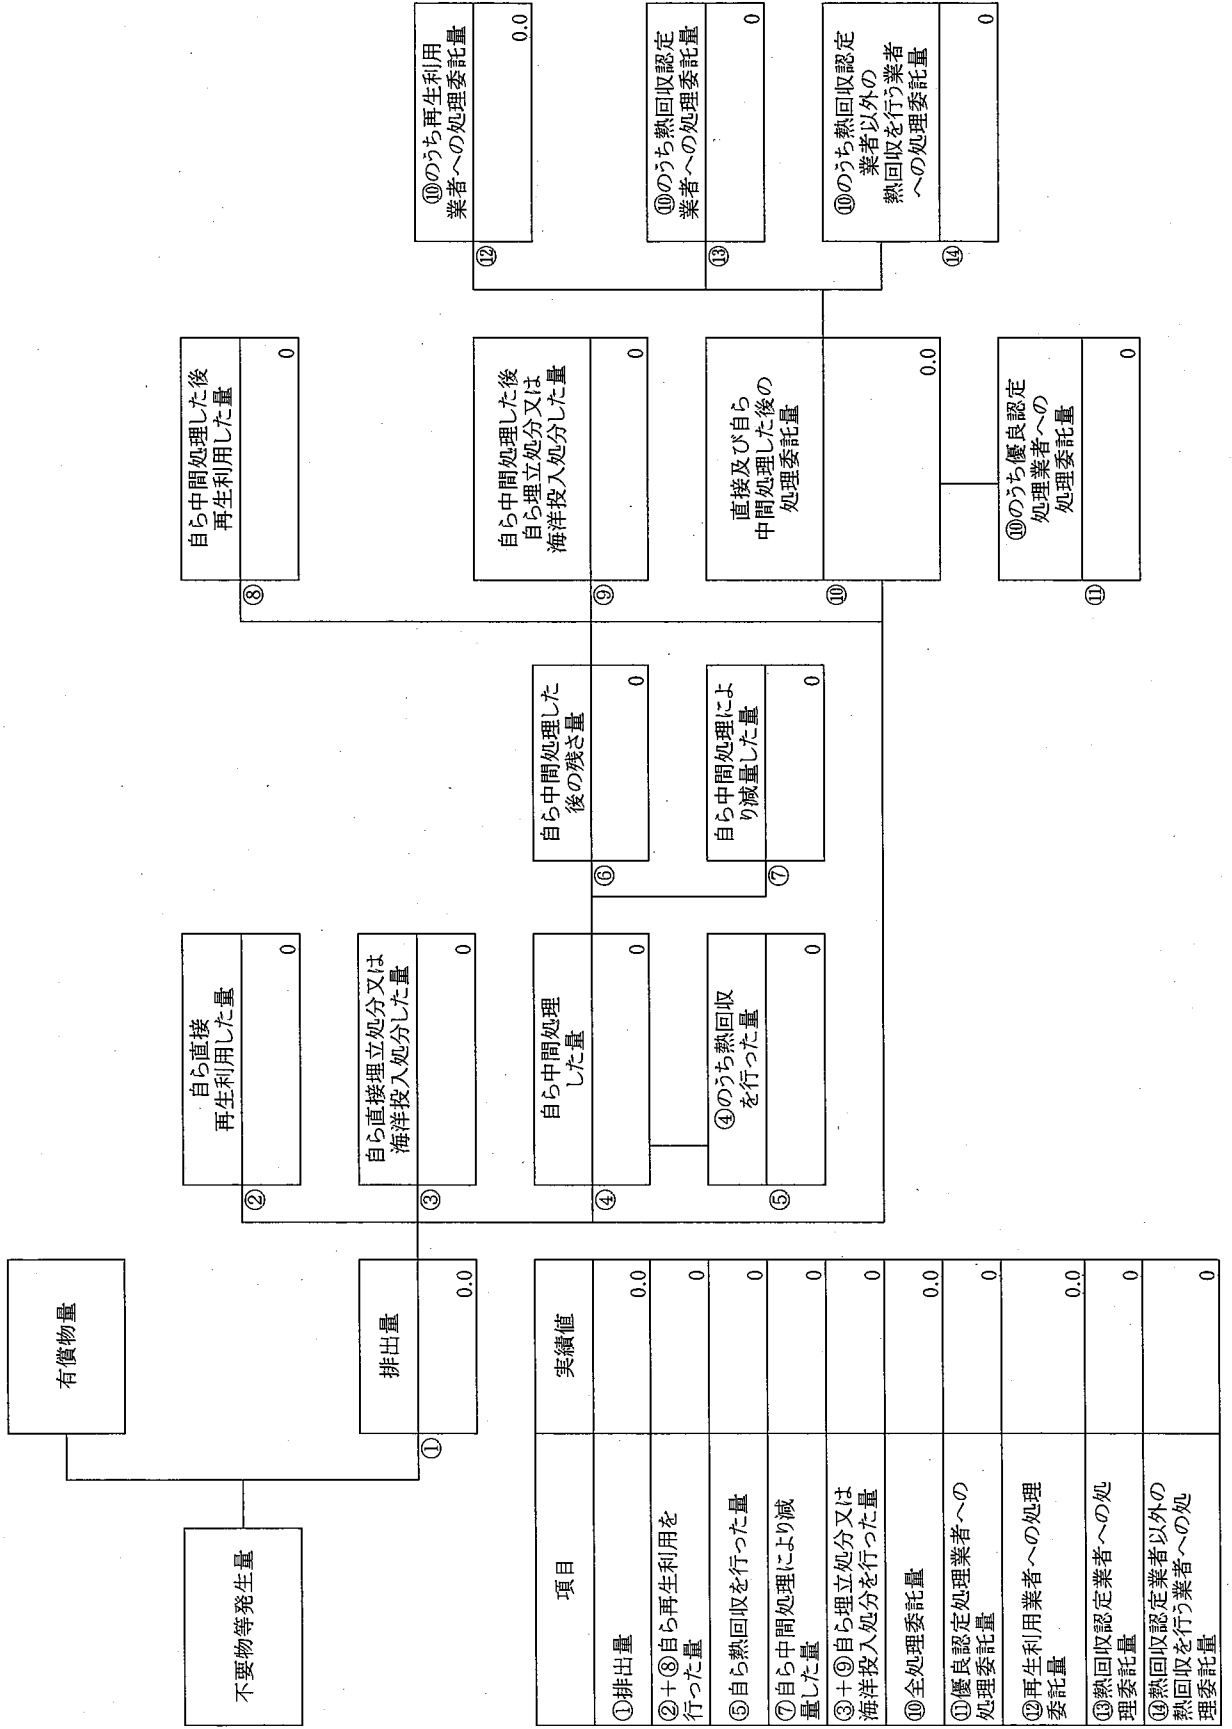 不要物等発生量
有償物量
①
排出量
0.0
②
自ら直接
再生利用した量
0
③
自ら直接埋立処分又は
海洋投入処分した量
0
④
自ら中間処理
した量
0
⑤
④のうち熱回収
を行った量
0
⑥
自ら中間処理した
後の残さ量
0
⑦
自ら中間処理によ
り減量した量
0
⑧
自ら中間処理した後
再生利用した量
0
⑨
自ら中間処理した後
自ら埋立処分又は
海洋投入処分した量
0
⑩
直接及び自ら
中間処理した後の
処理委託量
0.0
⑪
⑩のうち優良認定
処理業者への
処理委託量
0
⑫
⑩のうち再生利用
業者への処理委託量
0.0
⑬
⑩のうち熱回収認定
業者への処理委託量
0
⑭
⑩のうち熱回収認定
業者以外の
熱回収を行う業者
への処理委託量
0
項目
実績値
①排出量
0.0
②+⑧自ら再生利用を
行った量
0
⑤自ら熱回収を行った量
0
⑦自ら中間処理により減
量した量
0
③+⑨自ら埋立処分又は
海洋投入処分を行った量
0
⑩全処理委託量
0.0
⑪優良認定処理業者への
処理委託量
0
⑫再生利用業者への処理
委託量
0.0
⑬熱回収認定業者への処
理委託量
0
⑭熱回収認定業者以外の
熱回収を行う業者への処
理委託量
0